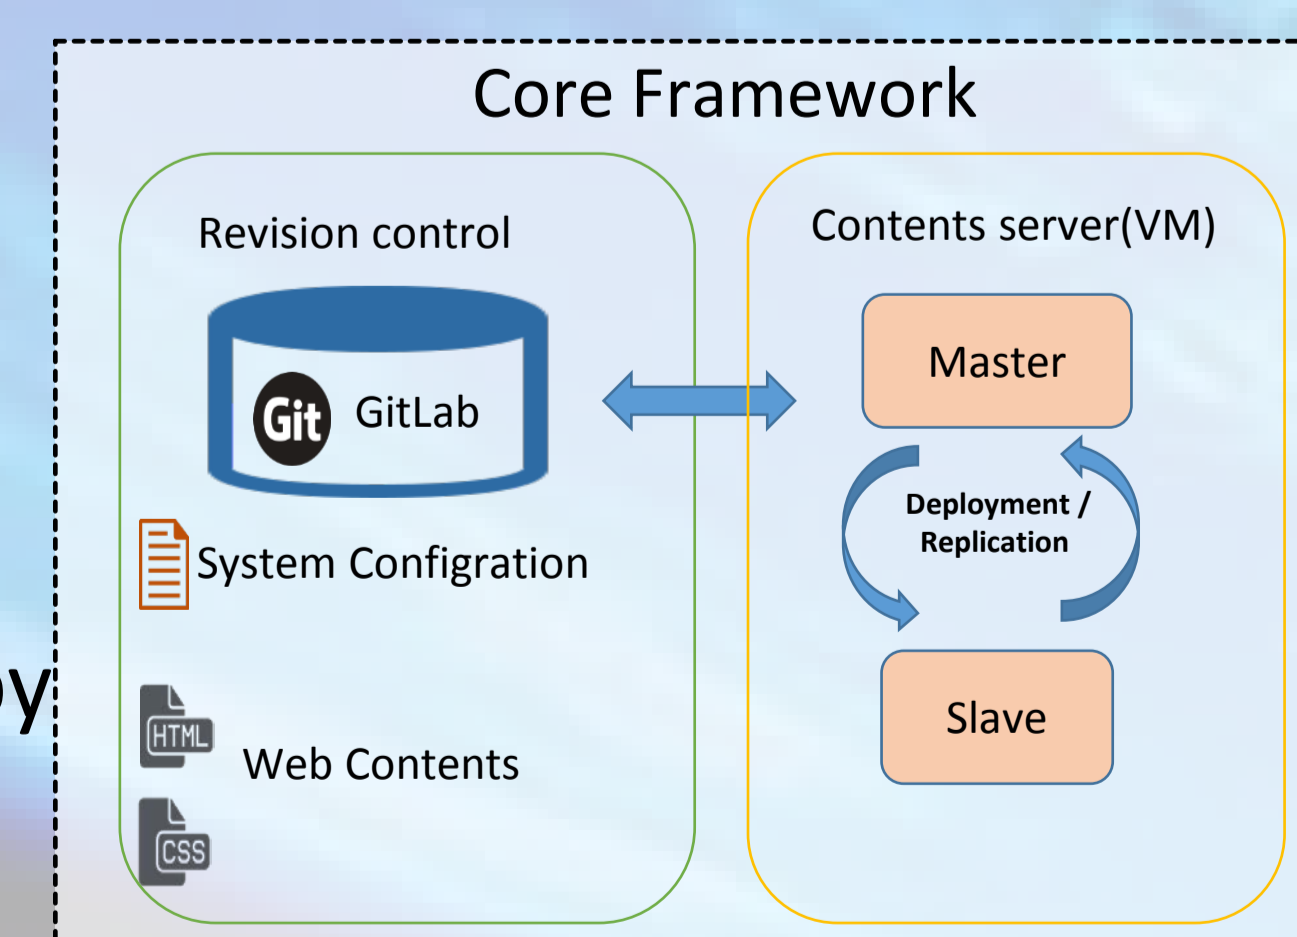 Core Framework
Revision control
Git GitLab
System Configration
HTML
Web Contents
CSS
Contents server(VM)
Master
Deployment /
Replication
Slave